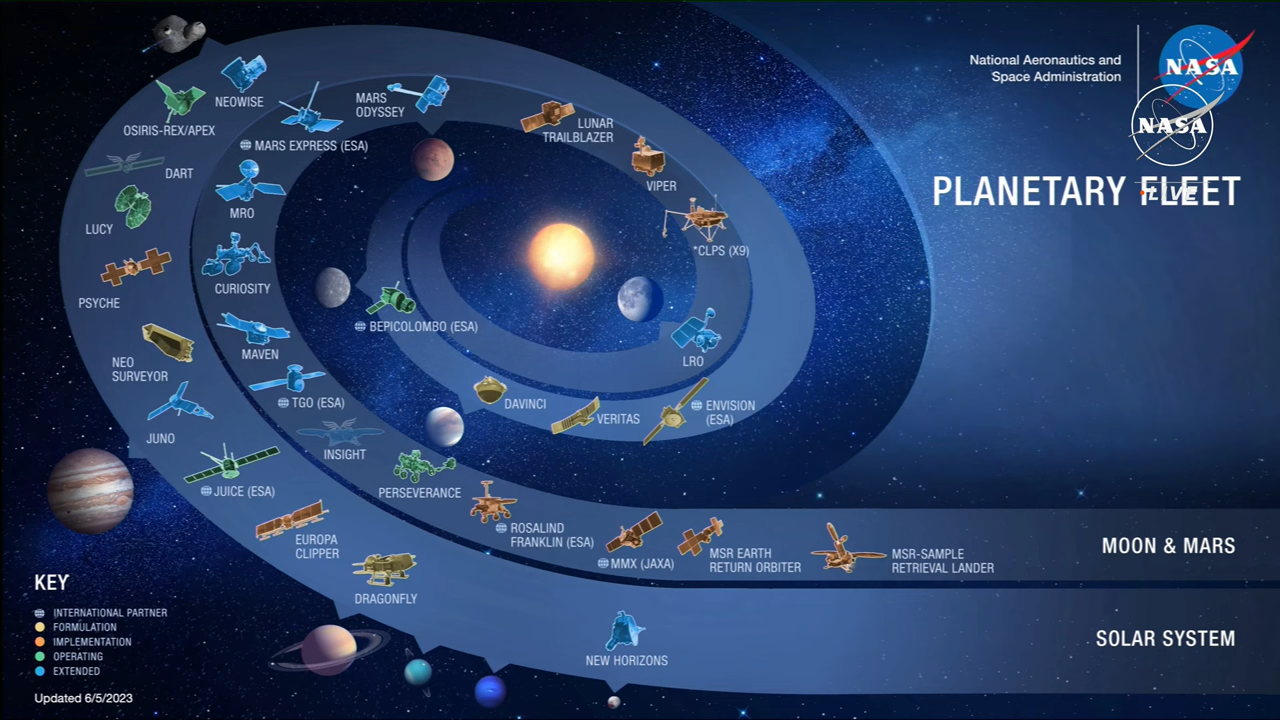 National Aeronautics and
Space Administration
NASA
NASA
LIVE
PLANETARY FLEET
NEOWISE
OSIRIS-REX/APEX
MARS
ODYSSEY
MARS EXPRESS (ESA)
LUNAR
TRAILBLAZER
DART
VIPER
MRO
LUCY
*CLPS (X9)
CURIOSITY
PSYCHE
BEPICOLOMBO (ESA)
MAVEN
LRO
NEO
SURVEYOR
TGO (ESA)
DAVINCI
VERITAS
ENVISION
(ESA)
JUNO
INSIGHT
JUICE (ESA)
PERSEVERANCE
ROSALIND
FRANKLIN (ESA)
EUROPA
CLIPPER
MMX (JAXA)
MSR EARTH
RETURN ORBITER
MSR-SAMPLE
RETRIEVAL LANDER
MOON & MARS
DRAGONFLY
NEW HORIZONS
SOLAR SYSTEM
KEY
INTERNATIONAL PARTNER
FORMULATION
IMPLEMENTATION
OPERATING
EXTENDED
Updated 6/5/2023